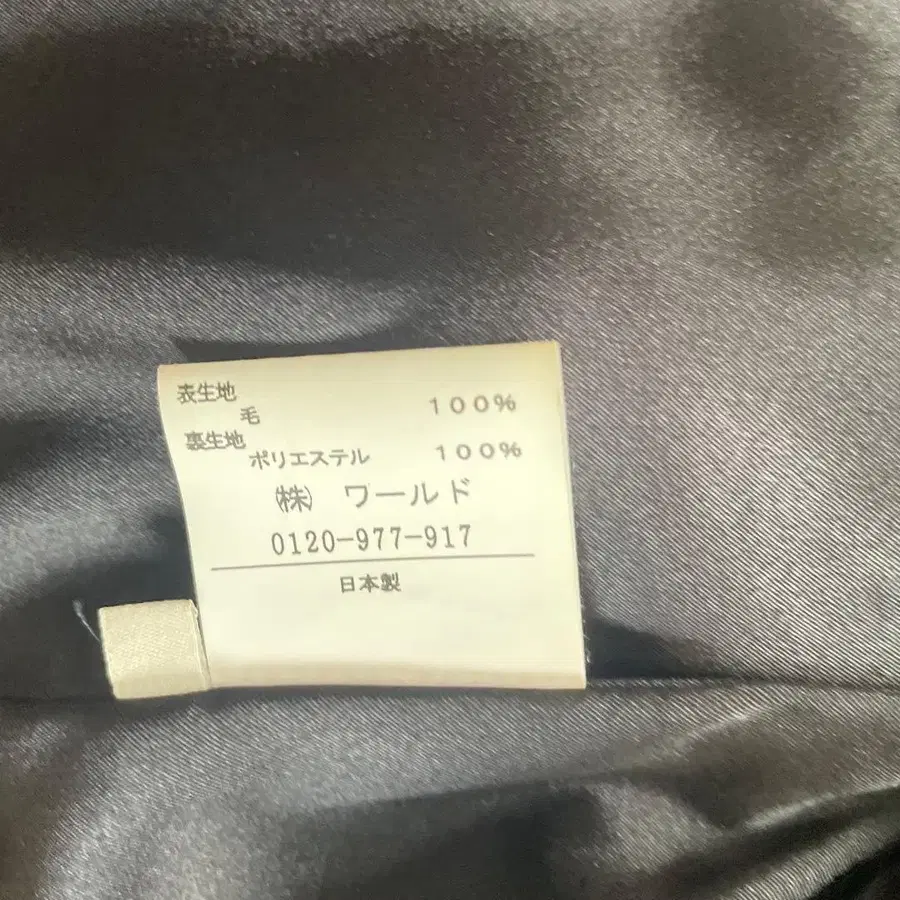 表生地
毛 100%
裏生地
ポリエステル 100%
㈱ ワールド
0120-977-917
日本製